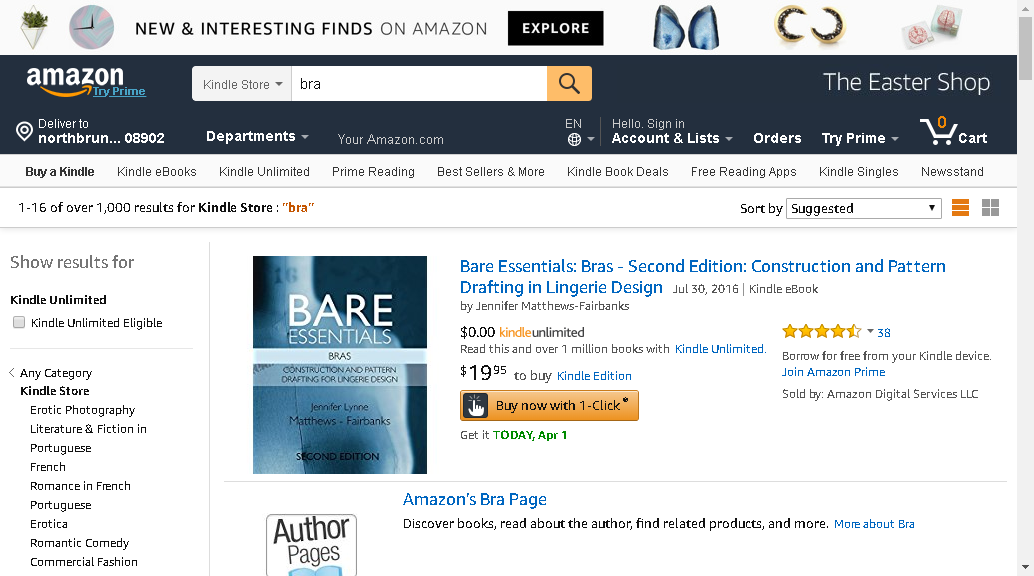 NEW & INTERESTING FINDS ON AMAZON EXPLORE
amazon
Try Prime
Kindle Store
bra
The Easter Shop
Deliver to
northbrun... 08902
Departments
Your Amazon.com
EN
Hello. Sign in
Account & Lists
Orders
Try Prime
0
Cart
Buy a Kindle Kindle eBooks Kindle Unlimited Prime Reading Best Sellers & More Kindle Book Deals Free Reading Apps Kindle Singles Newsstand
1-16 of over 1,000 results for Kindle Store : "bra"
Sort by Suggested
Show results for
Kindle Unlimited
Kindle Unlimited Eligible
Any Category
Kindle Store
Erotic Photography
Literature & Fiction in
Portuguese
French
Romance in French
Portuguese
Erotica
Romantic Comedy
Commercial Fashion
BARE
ESSENTIALS
BRAS
CONSTRUCTION AND PATTERN
DRAFTING FOR LINGERIE DESIGN
Jennifer Lynne
Matthews - Fairbanks
SECOND EDITION
Bare Essentials: Bras - Second Edition: Construction and Pattern
Drafting in Lingerie Design Jul 30, 2016 | Kindle eBook
by Jennifer Matthews-Fairbanks
$0.00 kindleunlimited
Read this and over 1 million books with Kindle Unlimited.
$19 95 to buy Kindle Edition
Buy now with 1-Click®
Get it TODAY, Apr 1
38
Borrow for free from your Kindle device.
Join Amazon Prime
Sold by: Amazon Digital Services LLC
Author
Pages
Amazon's Bra Page
Discover books, read about the author, find related products, and more. More about Bra